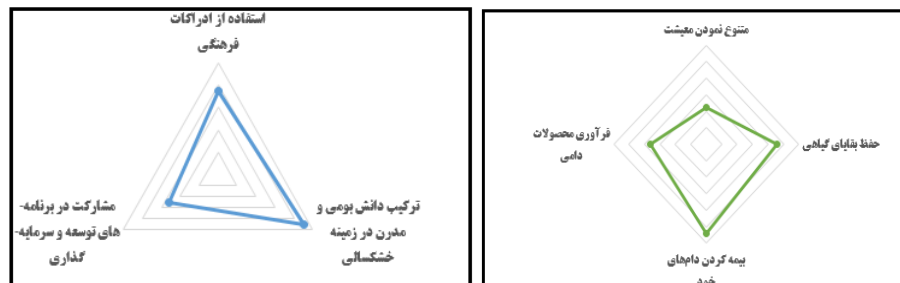 استفاده از ادراکات
فرهنگی
ترکیب دانش بومی و
مدرن در زمینه
خشکسالی
مشارکت در برنامه-
های توسعه و سرمایه-
گذاری
متنوع نمودن معیشت
حفظ بقایای گیاهی
بیمه کردن دام‌های
خود
فرآوری محصولات
دامی